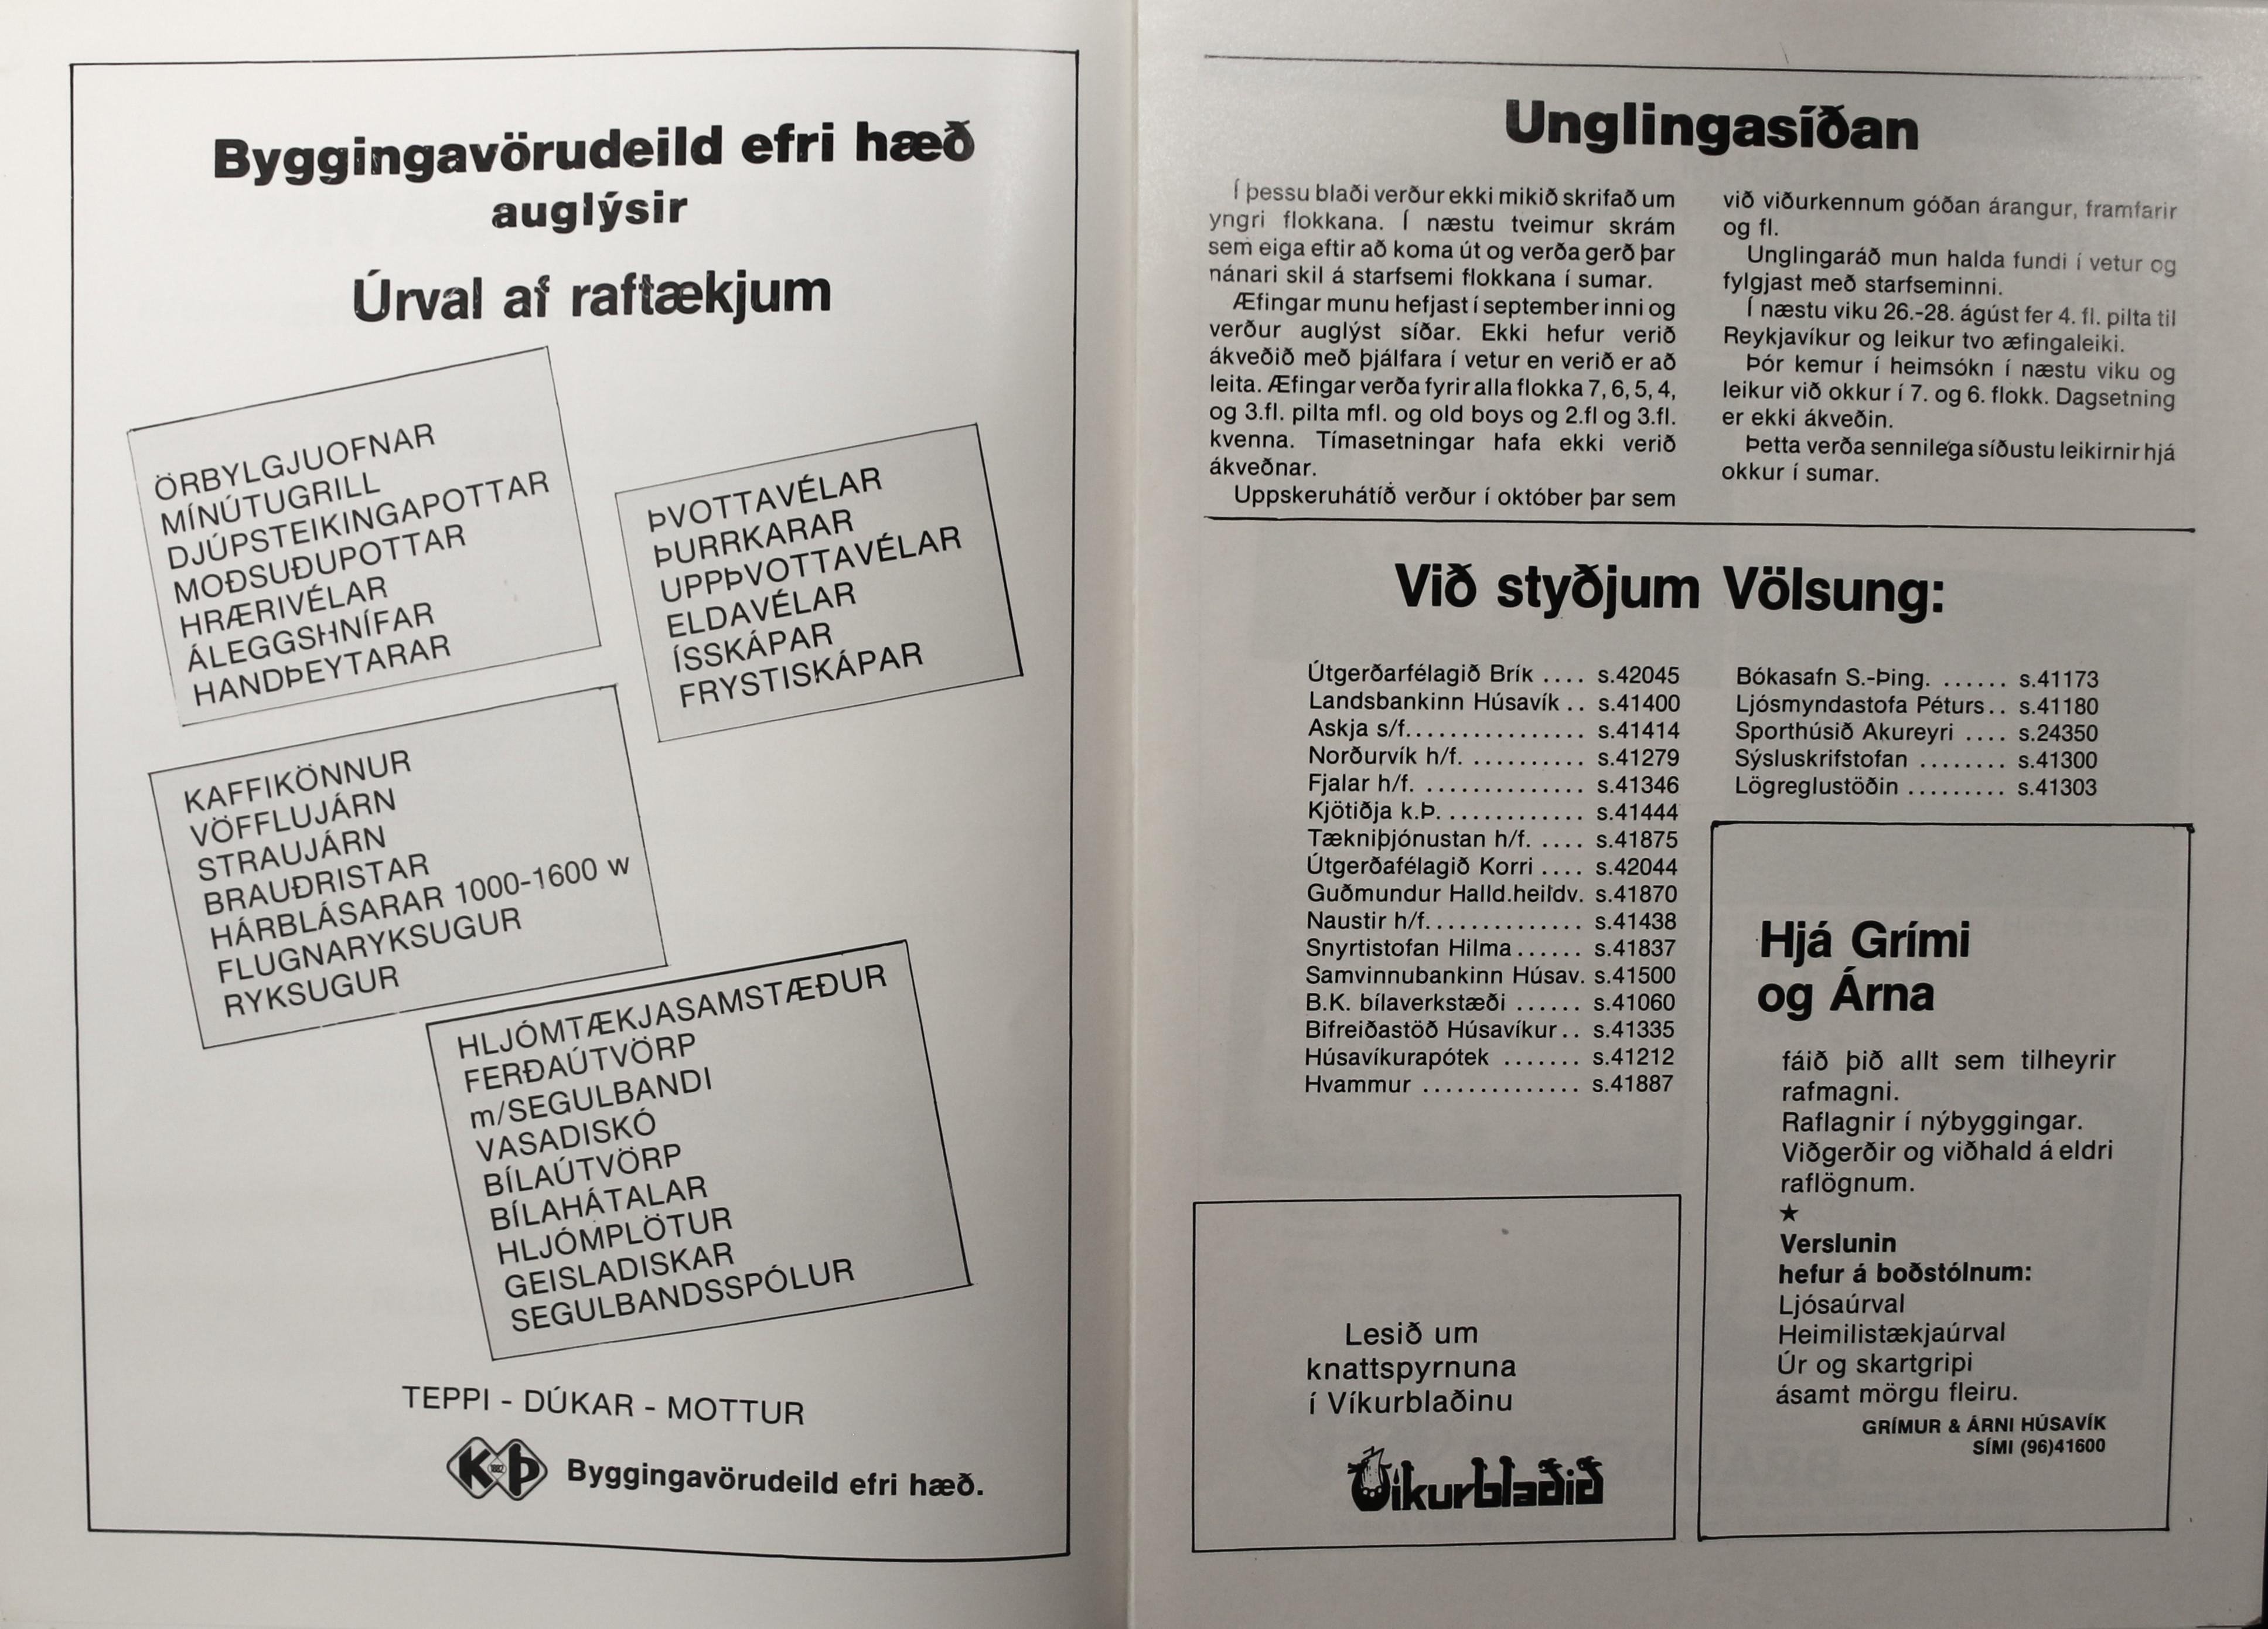 Byggingavörudeild efri hæð
auglýsir
Úrval af raftækjum
ÖRBYLGJUOFNAR
MÍNÚTUGRILL
DJÚPSTEIKINGAPOTTAR
MOÐSUÐUPOTTAR
HRÆRIVÉLAR
ÁLEGGSHNÍFAR
HANDÞEYTARAR
ÞVOTTAVÉLAR
ÞURRKARAR
UPPÞVOTTAVÉLAR
ELDAVÉLAR
ÍSSKÁPAR
FRYSTISKÁPAR
KAFFIKÖNNUR
VÖFFLUJÁRN
STRAUJÁRN
BRAUÐRISTAR
HÁRBLÁSARAR 1000-1600 w
FLUGNARYKSUGUR
RYKSUGUR
HLJÓMTÆKJASAMSTÆÐUR
FERÐAÚTVÖRP
m/SEGULBANDI
VASADISKÓ
BÍLAÚTVÖRP
BÍLAHÁTALAR
HLJÓMPLÖTUR
GEISLADISKAR
SEGULBANDSSPÓLUR
TEPPI - DÚKAR - MOTTUR
K 1882 Þ Byggingavörudeild efri hæð.
Unglingasíðan
Í þessu blaði verður ekki mikið skrifað um
yngri flokkana. Í næstu tveimur skrám
sem eiga eftir að koma út og verða gerð þar
nánari skil á starfsemi flokkana í sumar.
Æfingar munu hefjast í september inni og
verður auglýst síðar. Ekki hefur verið
ákveðið með þjálfara í vetur en verið er að
leita. Æfingar verða fyrir alla flokka 7, 6, 5, 4,
og 3.fl. pilta mfl. og old boys og 2.fl og 3.fl.
kvenna. Tímasetningar hafa ekki verið
ákveðnar.
Uppskeruhátíð verður í október þar sem
við viðurkennum góðan árangur, framfarir
og fl.
Unglingaráð mun halda fundi í vetur og
fylgjast með starfseminni.
Í næstu viku 26.-28. ágúst fer 4. fl. pilta til
Reykjavíkur og leikur tvo æfingaleiki.
Þór kemur í heimsókn í næstu viku og
leikur við okkur í 7. og 6. flokk. Dagsetning
er ekki ákveðin.
Þetta verða sennilega síðustu leikirnir hjá
okkur í sumar.
Við styðjum Völsung:
Útgerðarfélagið Brík .... s.42045
Landsbankinn Húsavík .. s.41400
Askja s/f................ s.41414
Norðurvík h/f. .......... s.41279
Fjalar h/f. .............. s.41346
Kjötiðja k.Þ. ............ s.41444
Tækniþjónustan h/f. .... s.41875
Útgerðafélagið Korri .... s.42044
Guðmundur Halld.heildv. s.41870
Naustir h/f.............. s.41438
Snyrtistofan Hilma ...... s.41837
Samvinnubankinn Húsav. s.41500
B.K. bílaverkstæði ...... s.41060
Bifreiðastöð Húsavíkur .. s.41335
Húsavíkurapótek ....... s.41212
Hvammur .............. s.41887
Bókasafn S.-Þing. ...... s.41173
Ljósmyndastofa Péturs .. s.41180
Sporthúsið Akureyri .... s.24350
Sýsluskrifstofan ........ s.41300
Lögreglustöðin ......... s.41303
Lesið um
knattspyrnuna
í Víkurblaðinu
Víkurblaðið
Hjá Grími
og Árna
fáið þið allt sem tilheyrir
rafmagni.
Raflagnir í nýbyggingar.
Viðgerðir og viðhald á eldri
raflögnum.
★
Verslunin
hefur á boðstólnum:
Ljósaúrval
Heimilistækjaúrval
Úr og skartgripi
ásamt mörgu fleiru.
GRÍMUR & ÁRNI HÚSAVÍK
SÍMI (96)41600